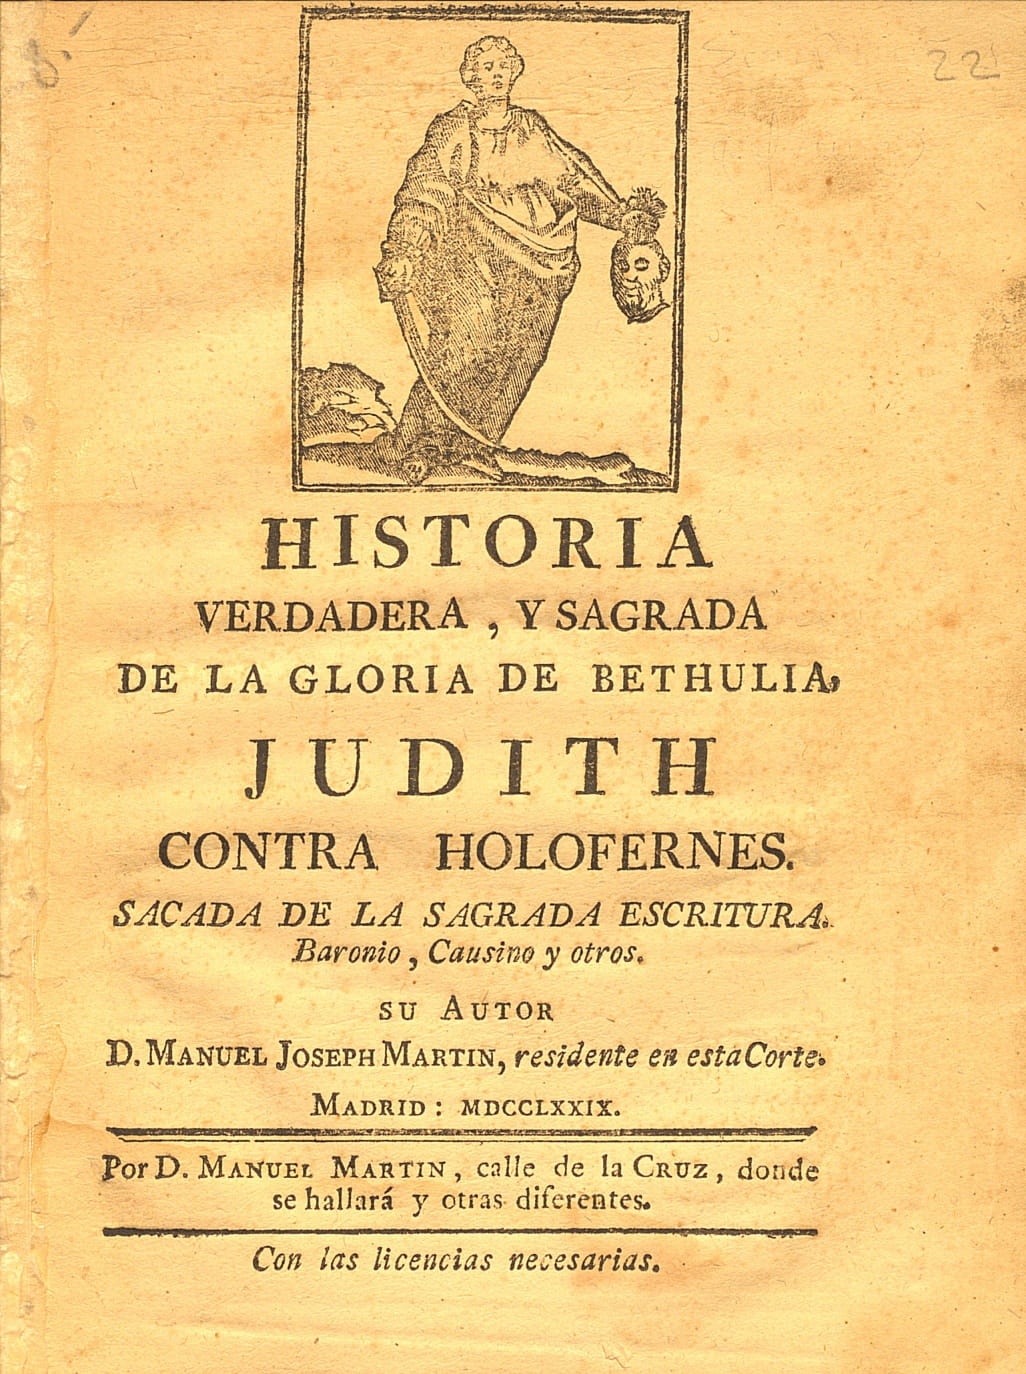 22
HISTORIA
VERDADERA, Y SAGRADA
DE LA GLORIA DE BETHULIA,
JUDITH
CONTRA HOLOFERNES.
SACADA DE LA SAGRADA ESCRITURA.
Baronio, Causino y otros.
SU AUTOR
D. MANUEL JOSEPH MARTIN, residente en esta Corte.
MADRID: MDCCLXXIX.
Por D. MANUEL MARTIN, calle de la CRUZ, donde
se hallará y otras diferentes.
Con las licencias necesarias.